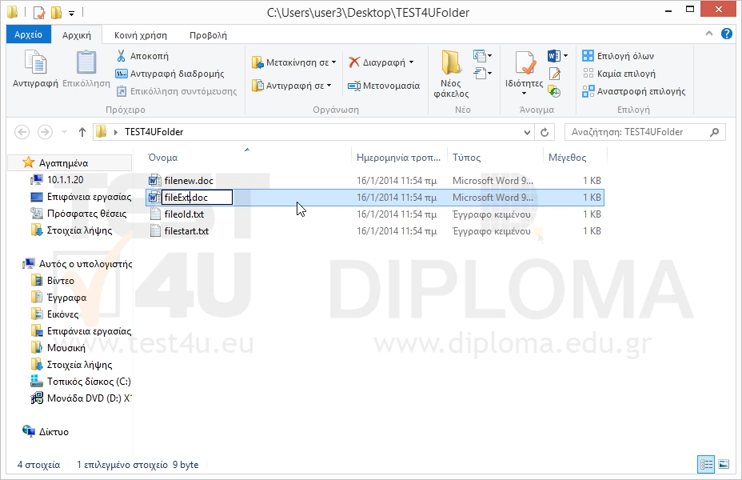 C:\Users\user3\Desktop\TEST4UFolder
Αρχείο Αρχική Κοινή χρήση Προβολή
Αντιγραφή Επικόλληση Αποκοπή
Αντιγραφή διαδρομής
Επικόλληση συντόμευσης
Πρόχειρο
Μετακίνηση σε Διαγραφή
Αντιγραφή σε Μετονομασία
Οργάνωση
Νέος φάκελος
Νέο
Ιδιότητες
Άνοιγμα
Επιλογή όλων
Καμία επιλογή
Αναστροφή επιλογής
Επιλογή
TEST4UFolder
Αναζήτηση: TEST4UFolder
Όνομα Ημερομηνία τροπ... Τύπος Μέγεθος
filenew.doc 16/1/2014 11:54 πμ Microsoft Word 9... 1 KB
fileExt.doc 16/1/2014 11:54 πμ Microsoft Word 9... 1 KB
fileold.txt 16/1/2014 11:54 πμ Έγγραφο κειμένου 1 KB
filestart.txt 16/1/2014 11:54 πμ Έγγραφο κειμένου 1 KB
Αγαπημένα
10.1.1.20
Επιφάνεια εργασίας
Πρόσφατες θέσεις
Στοιχεία λήψης
Αυτός ο υπολογιστής
Βίντεο
Έγγραφα
Εικόνες
Επιφάνεια εργασίας
Μουσική
Στοιχεία λήψης
Τοπικός δίσκος (C:)
Μονάδα DVD (D:) X
Δίκτυο
TEST
4U
www.test4u.eu
D.
DIPLOMA
www.diploma.edu.gr
4 στοιχεία 1 επιλεγμένο στοιχείο 9 byte